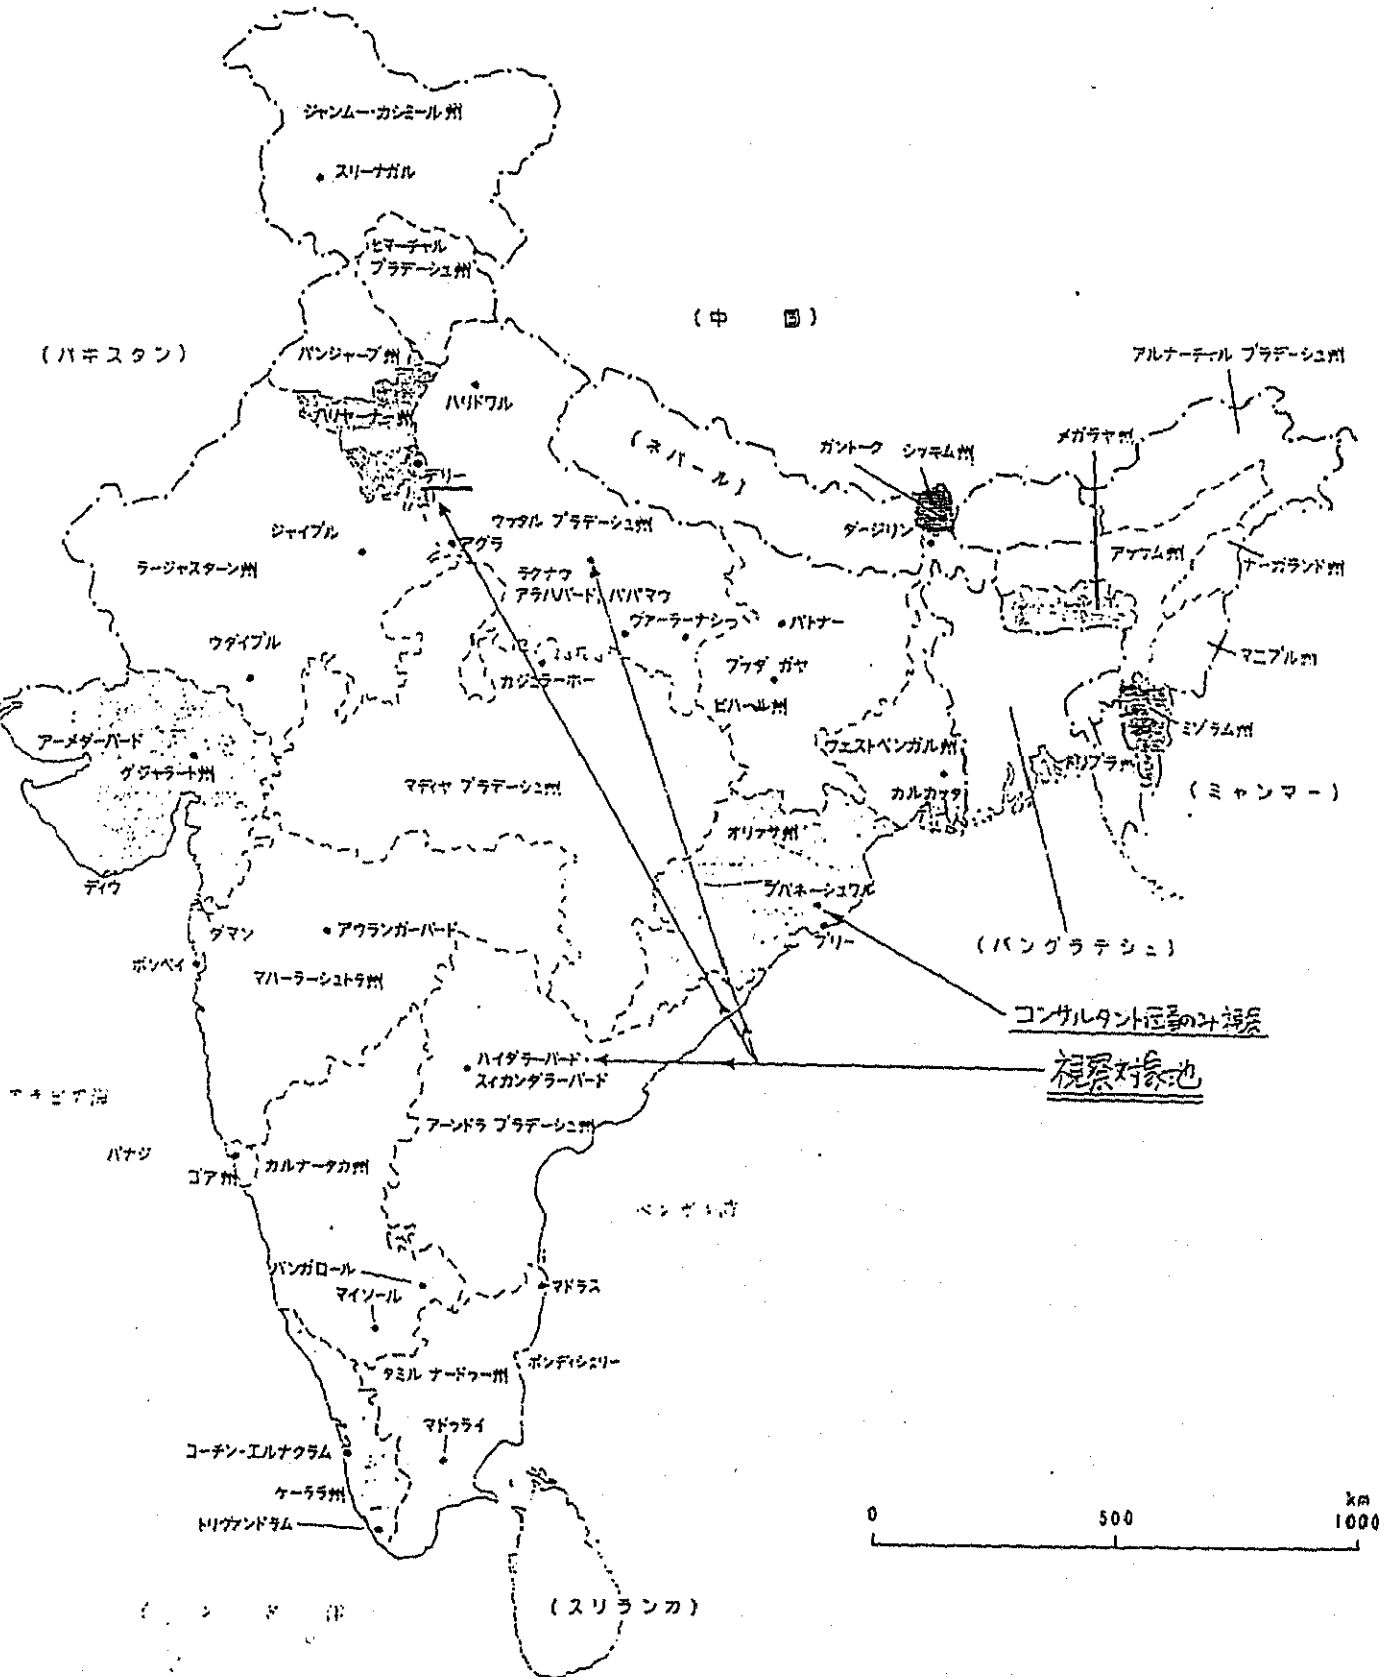 ジャンムー・カシミール州
スリーナガル
ヒマーチャル
プラデーシュ州
(中 国)
(パキスタン)
パンジャーブ州
アルナーチャル プラデーシュ州
ハリドワル
ハリヤーナー州
(ネパール)
ガントーク
シッキム州
メガラヤ州
デリー
ウッタル プラデーシュ州
ダージリン
ジャイプル
アグラ
アッサム州
ラージャスターン州
ナーガランド州
ラクナウ
アラハバード, パパマウ
ヴァーラーナシっ
パトナー
ウダイプル
ブッダ ガヤ
マニプル州
カジュラーホー
ビハール州
アーメダーバード
ウェストベンガル州
ミゾラム州
グジャラート州
トリプラ州
マディヤ プラデーシュ州
カルカッタ
(ミャンマー)
オリッサ州
ディウ
ブバネーシュワル
ダマン
アウランガーバード
プリー
(バングラデシュ)
ボンベイ
マハーラーシュトラ州
コンサルタント団員のみ視察
視察対象地
ハイダラーバード
スィカンダラーバード
アーンドラ プラデーシュ州
パナジ
ゴア州
カルナータカ州
ベンガル湾
バンガロール
マイソール
マドラス
タミル ナードゥー州
ポンディシェリー
マドゥライ
コーチン・エルナクラム
ケーララ州
トリヴァンドラム
0 500 1000
km
(スリランカ)